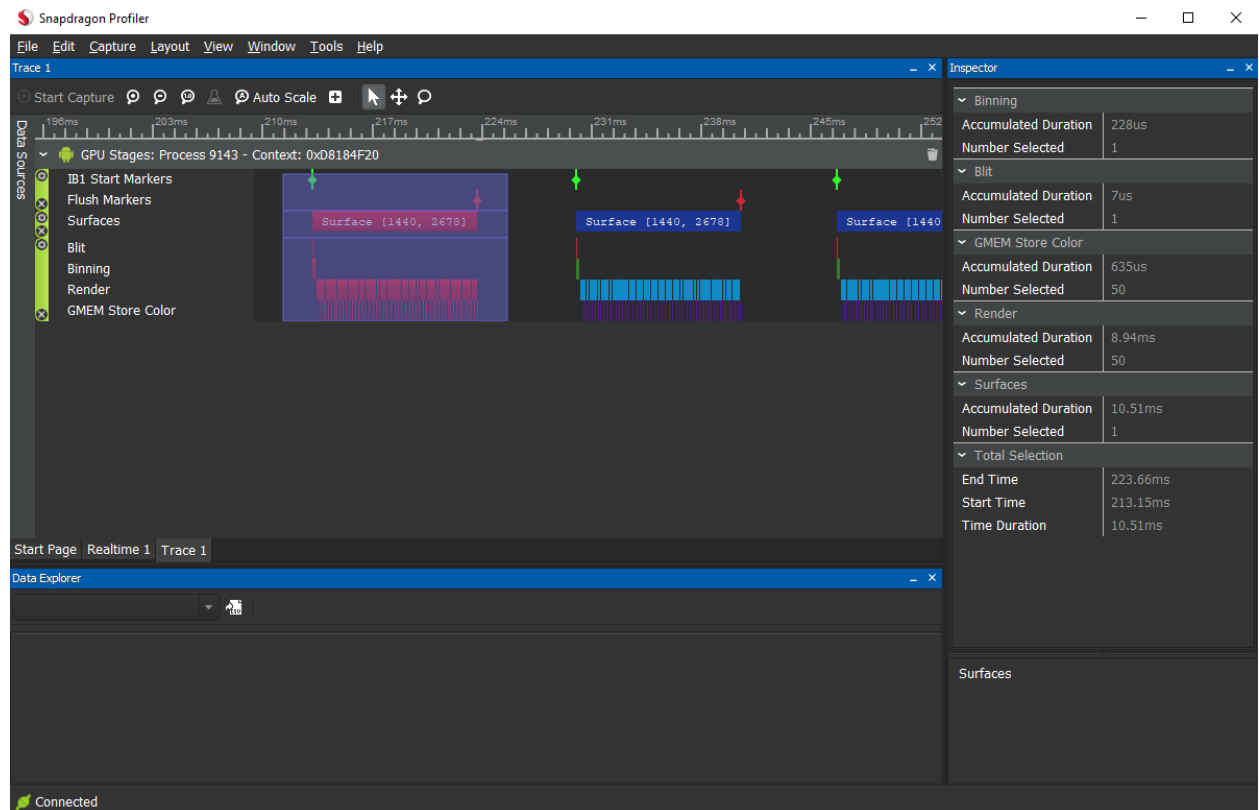 Snapdragon Profiler
File Edit Capture Layout View Window Tools Help
Trace 1
Start Capture Auto Scale
Data Sources
196ms 203ms 210ms 217ms 224ms 231ms 238ms 245ms 252
GPU Stages: Process 9143 - Context: 0xD8184F20
IB1 Start Markers
Flush Markers
Surfaces
Surface [1440, 2678] Surface [1440, 2678] Surface [1440
Blit
Binning
Render
GMEM Store Color
Start Page Realtime 1 Trace 1
Data Explorer
Connected
Inspector
Binning
Accumulated Duration 228us
Number Selected 1
Blit
Accumulated Duration 7us
Number Selected 1
GMEM Store Color
Accumulated Duration 635us
Number Selected 50
Render
Accumulated Duration 8.94ms
Number Selected 50
Surfaces
Accumulated Duration 10.51ms
Number Selected 1
Total Selection
End Time 223.66ms
Start Time 213.15ms
Time Duration 10.51ms
Surfaces